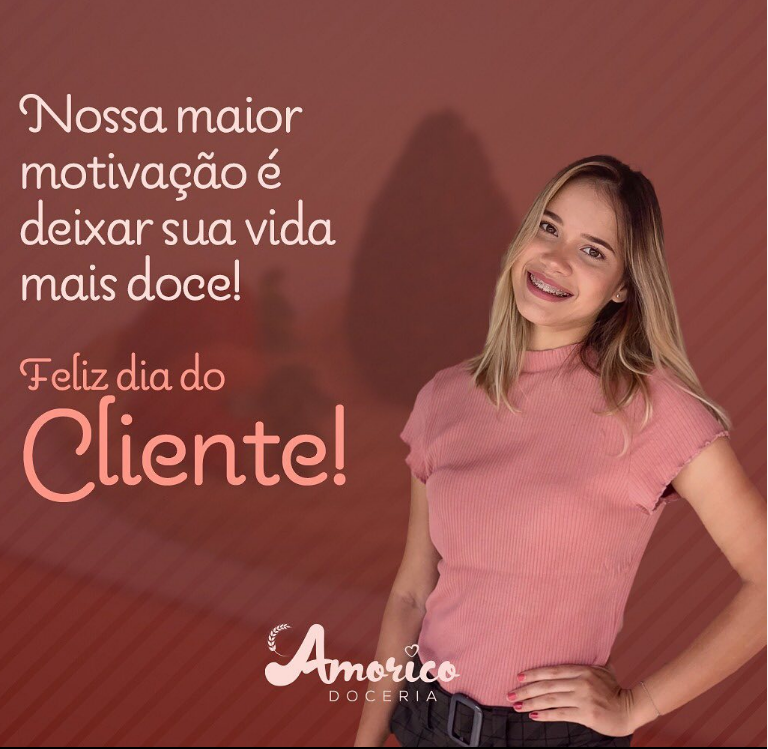 Nossa maior
motivação é
deixar sua vida
mais doce!
Feliz dia do
Cliente!
Amorico
DOCERIA